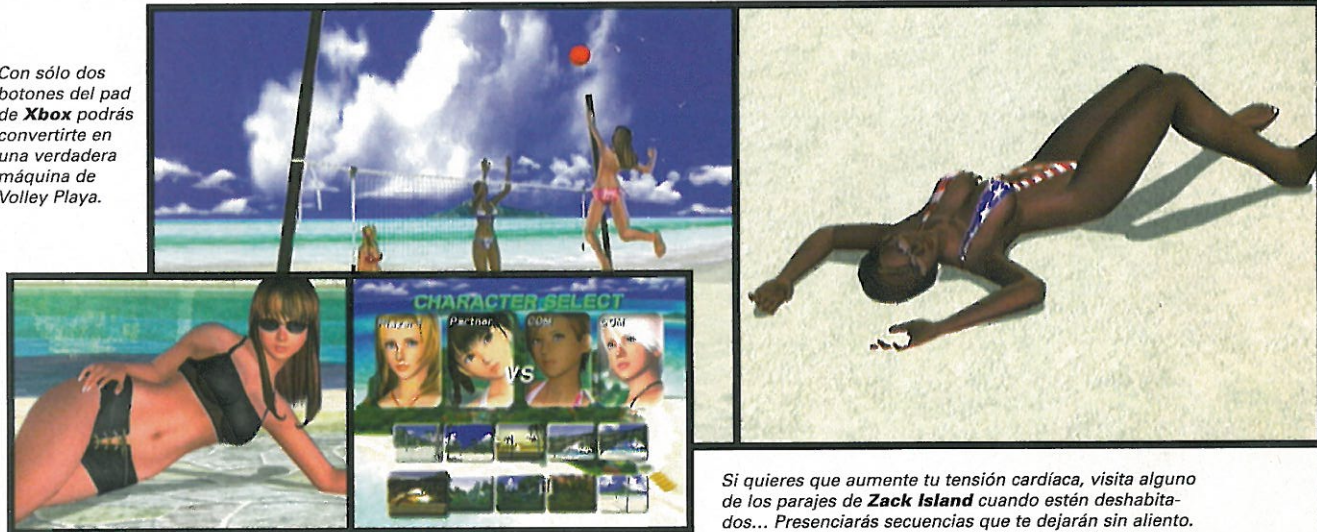 Con sólo dos
botones del pad
de Xbox podrás
convertirte en
una verdadera
máquina de
Volley Playa.
CHARACTER SELECT
Partner COM COM
VS
Si quieres que aumente tu tensión cardíaca, visita alguno
de los parajes de Zack Island cuando estén deshabita-
dos... Presenciarás secuencias que te dejarán sin aliento.